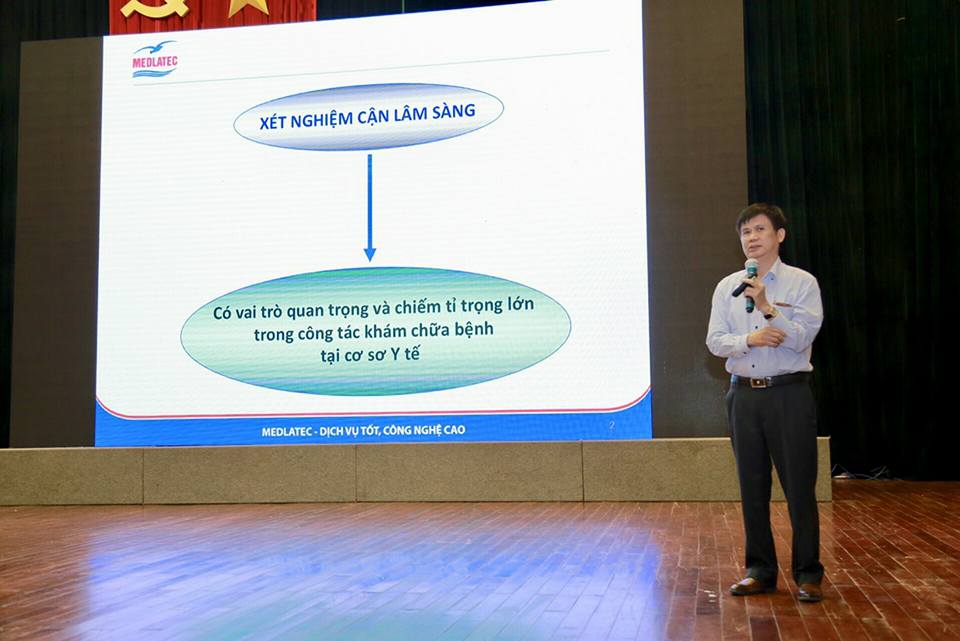 MEDLATEC
XÉT NGHIỆM CẬN LÂM SÀNG
Có vai trò quan trọng và chiếm tỉ trọng lớn
trong công tác khám chữa bệnh
tại cơ sơ Y tế
MEDLATEC - DỊCH VỤ TỐT, CÔNG NGHỆ CAO
2